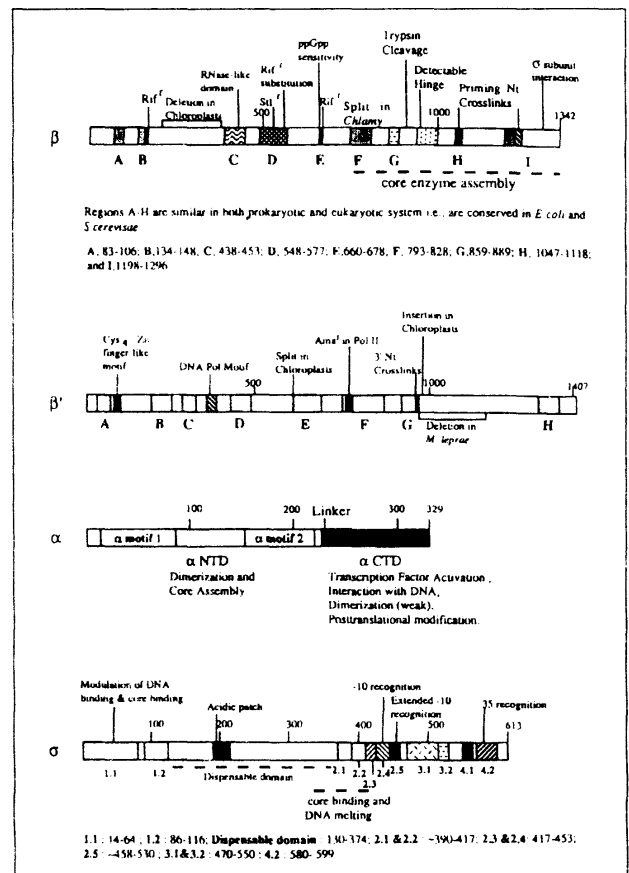 Trypsin
Cleavage
ppGpp
sensitivity
σ subunit
interaction
Rif r
substitution
RNase-like
domain
Detectable
Hinge
Rif r
Deletion in
Chloroplasts
Stl r
500
Rif r
Split in
Chlamy
1000
Priming Nt
Crosslinks
1342
β
A B C D E F G H I
core enzyme assembly
Regions A-H are similar in both prokaryotic and eukaryotic system i.e., are conserved in E coli and
S cerevisae
A, 83-106; B,134-148, C, 438-453; D, 548-577; E,660-678, F, 793-828; G,859-889; H, 1047-1118;
and I,1198-1296
Insertion in
Chloroplasts
Cys 4 Zn
finger like
motif
DNA Pol Motif
500
Split in
Chloroplasts
Ama r in Pol II
3' Nt
Crosslinks
1000
1407
β'
A B C D E F G H
Deletion in
M leprae
100 200 Linker 300 329
α α motif 1 α motif 2
α NTD
Dimerization and
Core Assembly
α CTD
Transcription Factor Activation,
Interaction with DNA,
Dimerization (weak),
Posttranslational modification.
Modulation of DNA
binding & core binding
Acidic patch
-10 recognition
Extended -10
recognition
35 recognition
100 200 300 400 500 613
σ
1.1 1.2 Dispensable domain 2.1 2.2 2.3 2.4 2.5 3.1 3.2 4.1 4.2
core binding and
DNA melting
1.1 : 14-64 , 1.2 : 86-116; Dispensable domain : 130-374; 2.1 &2.2 : ~390-417; 2.3 &2.4: 417-453;
2.5 : ~458-530 ; 3.1&3.2 : 470-550 : 4.2 : 580- 599